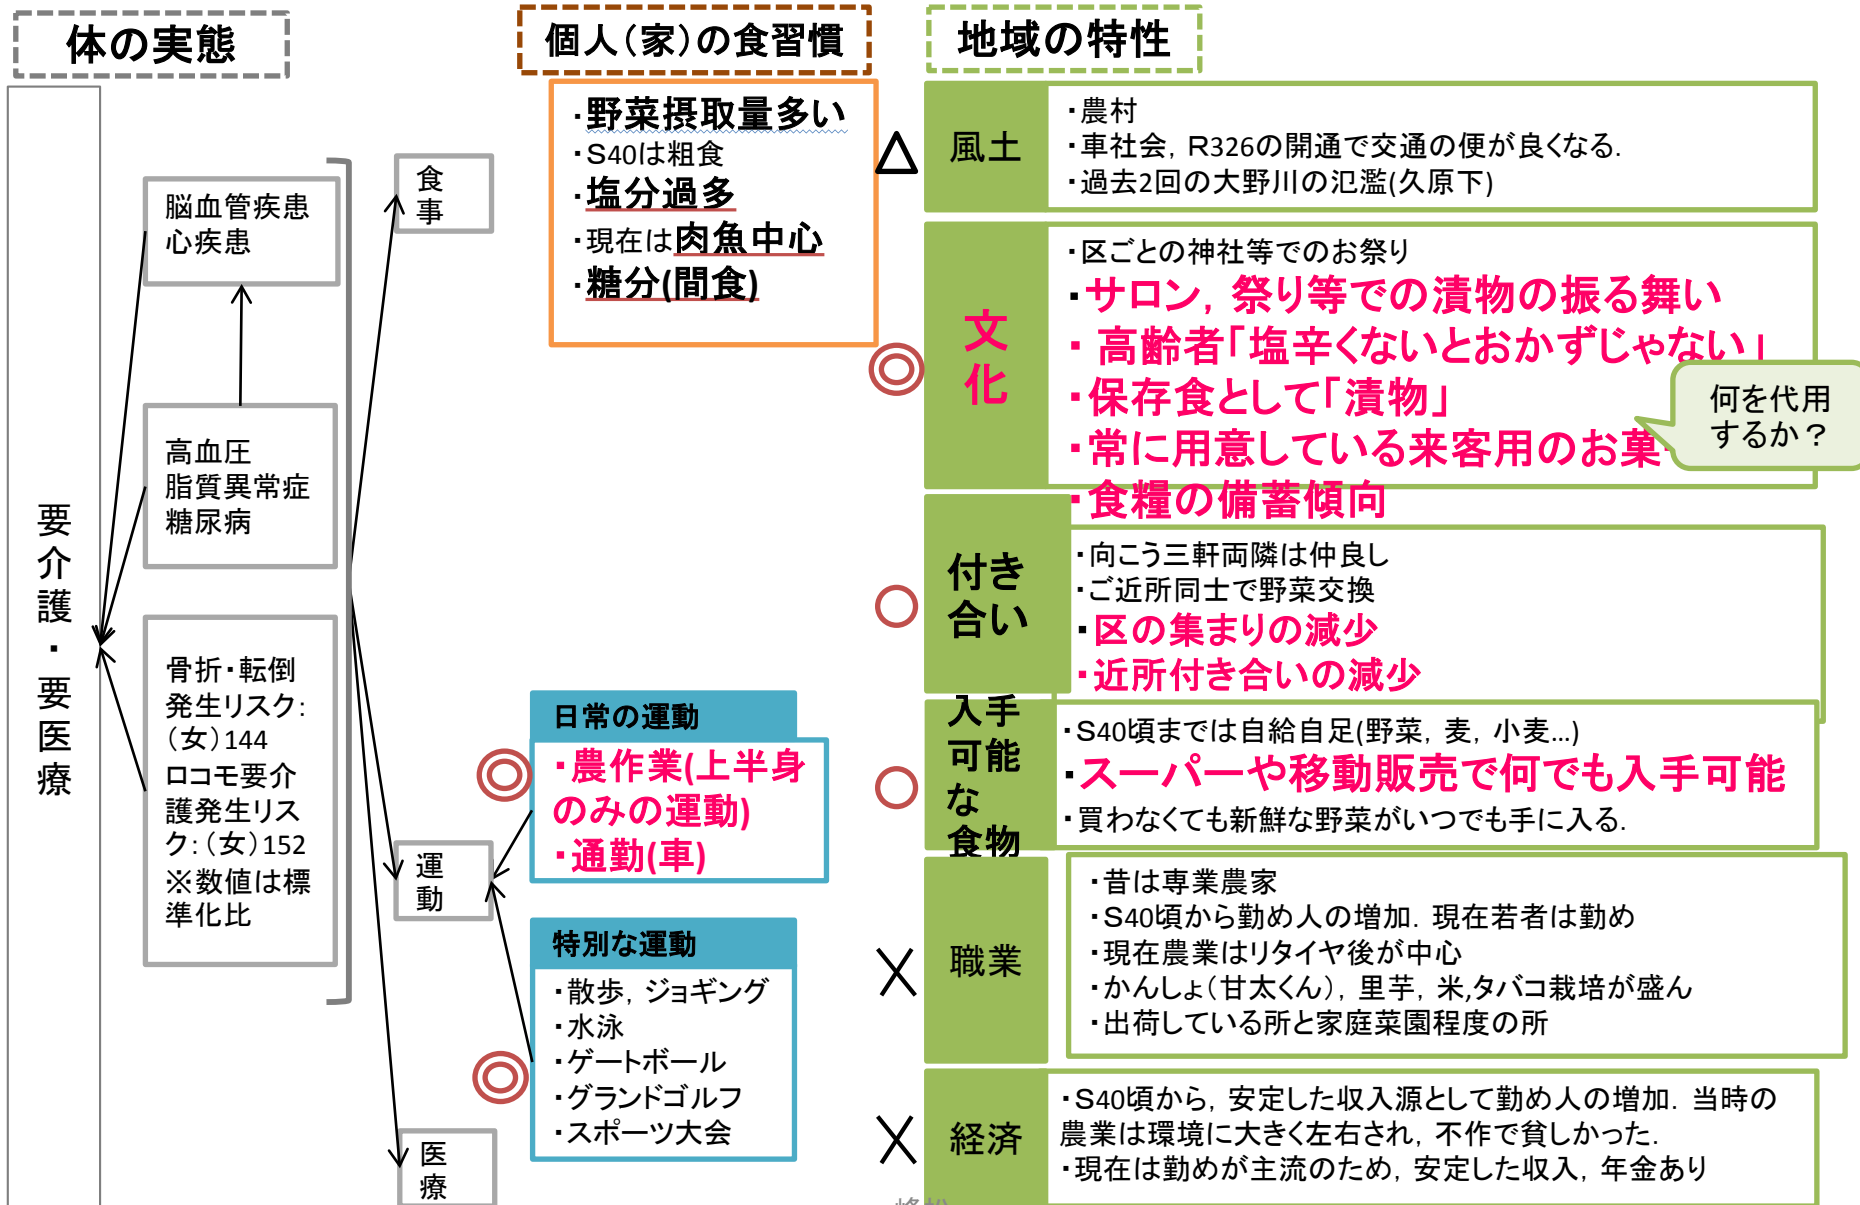 体の実態
個人(家)の食習慣
地域の特性
要介護・要医療
脳血管疾患
心疾患
高血圧
脂質異常症
糖尿病
骨折・転倒
発生リスク:
(女)144
ロコモ要介
護発生リス
ク:(女)152
※数値は標
準化比
食事
運動
医療
・野菜摂取量多い
・S40は粗食
・塩分過多
・現在は肉魚中心
・糖分(間食)
日常の運動
・農作業(上半身
のみの運動)
・通勤(車)
特別な運動
・散歩, ジョギング
・水泳
・ゲートボール
・グランドゴルフ
・スポーツ大会
△
風土
・農村
・車社会, R326の開通で交通の便が良くなる.
・過去2回の大野川の氾濫(久原下)
◎
文化
・区ごとの神社等でのお祭り
・サロン, 祭り等での漬物の振る舞い
・高齢者「塩辛くないとおかずじゃない」
・保存食として「漬物」
・常に用意している来客用のお菓
・食糧の備蓄傾向
何を代用
するか?
○
付き
合い
・向こう三軒両隣は仲良し
・ご近所同士で野菜交換
・区の集まりの減少
・近所付き合いの減少
○
入手
可能
な
食物
・S40頃までは自給自足(野菜, 麦, 小麦…)
・スーパーや移動販売で何でも入手可能
・買わなくても新鮮な野菜がいつでも手に入る.
╳
職業
・昔は専業農家
・S40頃から勤め人の増加. 現在若者は勤め
・現在農業はリタイヤ後が中心
・かんしょ(甘太くん), 里芋, 米,タバコ栽培が盛ん
・出荷している所と家庭菜園程度の所
╳
経済
・S40頃から, 安定した収入源として勤め人の増加. 当時の
農業は環境に大きく左右され, 不作で貧しかった.
・現在は勤めが主流のため, 安定した収入, 年金あり